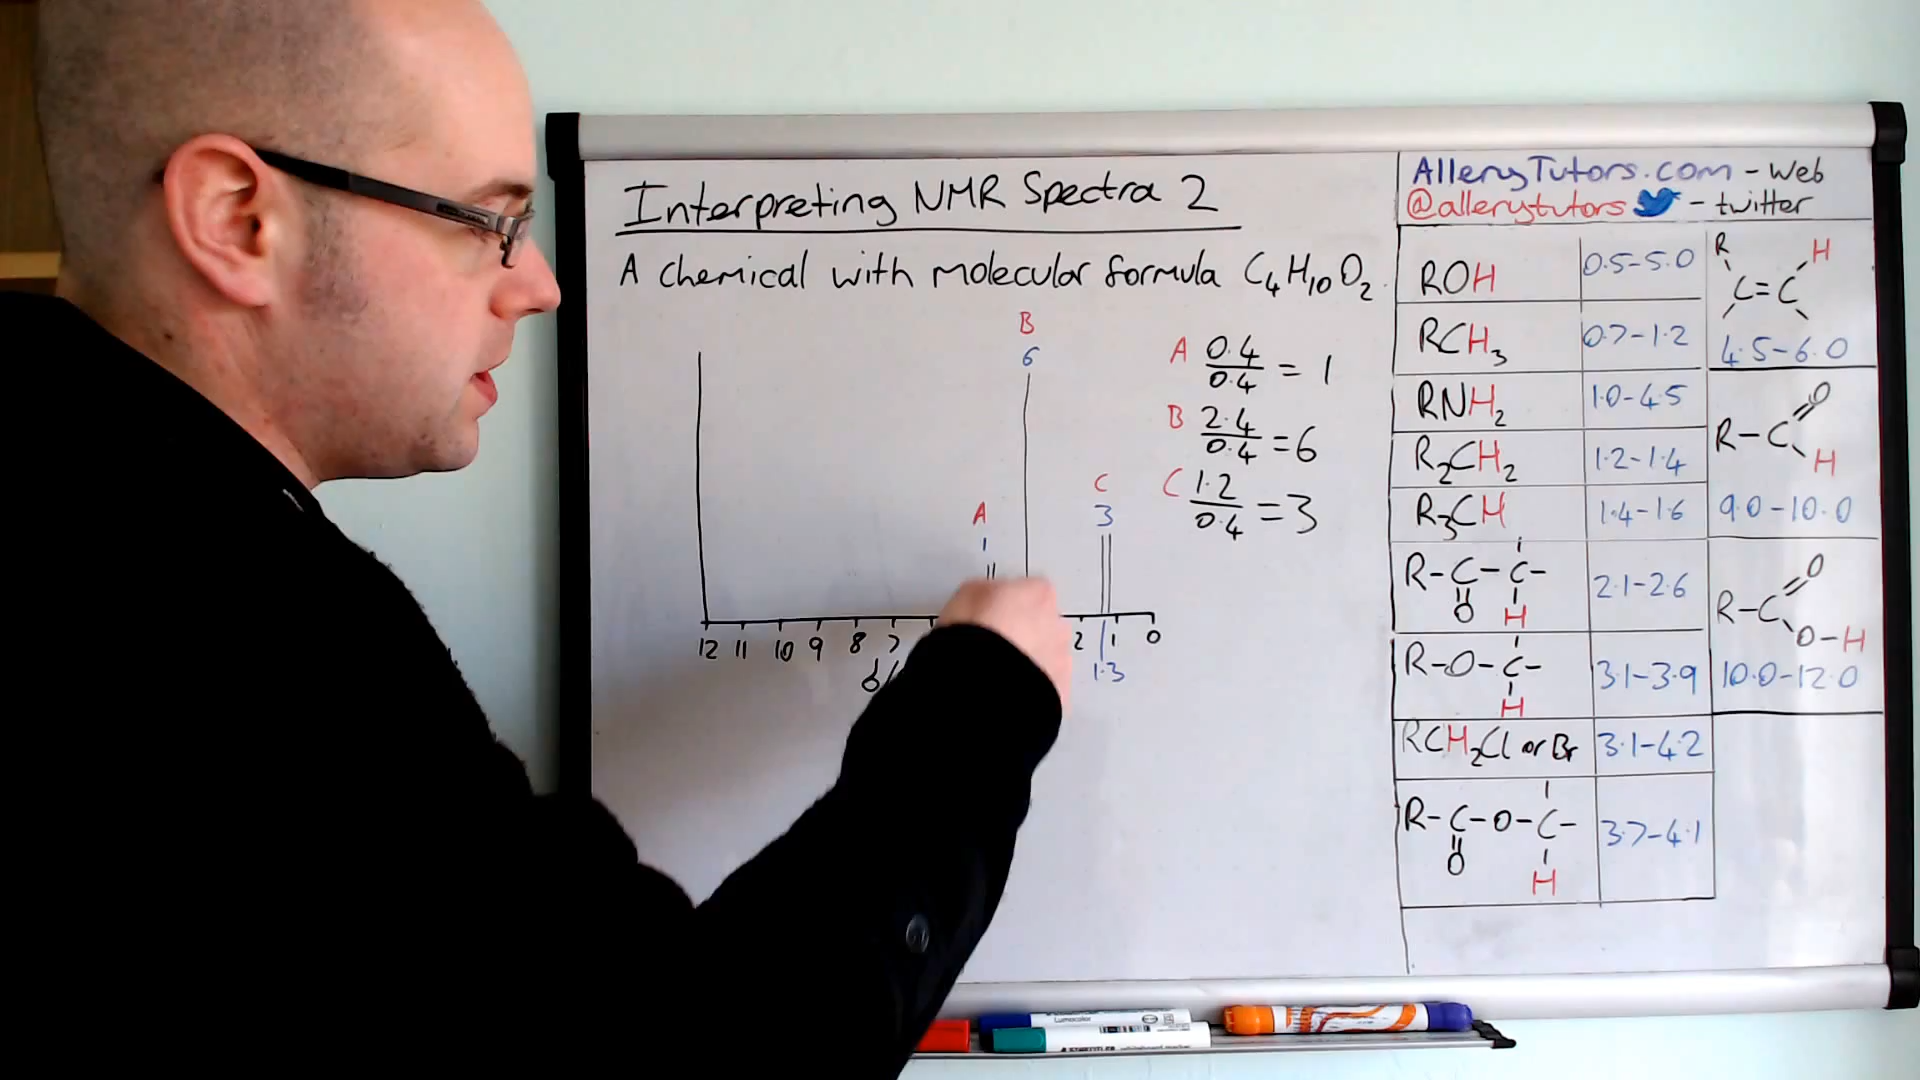 Interpreting NMR Spectra 2
A chemical with molecular formula C₄H₁₀O₂
B
6
A
1
C
3
12 11 10 9 8 7 2 1 0
δ/
1.3
A 0.4/0.4 = 1
B 2.4/0.4 = 6
C 1.2/0.4 = 3
AlleryTutors.com - web
@allerytutors - twitter
ROH 0.5-5.0
RCH₃ 0.7-1.2
RNH₂ 1.0-4.5
R₂CH₂ 1.2-1.4
R₃CH 1.4-1.6
R-C-C-
O H
2.1-2.6
R-O-C-
H
3.1-3.9
RCH₂Cl or Br 3.1-4.2
R-C-O-C-
O H
3.7-4.1
R H
C=C
4.5-6.0
O
R-C
H
9.0-10.0
O
R-C
O-H
10.0-12.0
Lumocolor
STAEDTLER